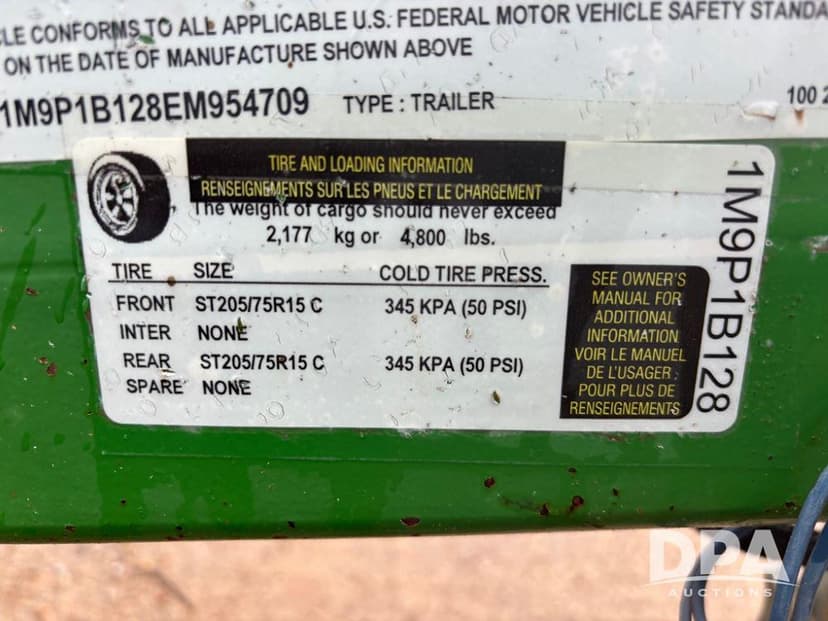 CLE CONFORMS TO ALL APPLICABLE U.S. FEDERAL MOTOR VEHICLE SAFETY STANDA
ON THE DATE OF MANUFACTURE SHOWN ABOVE
1M9P1B128EM954709 TYPE : TRAILER 100 2
TIRE AND LOADING INFORMATION
RENSEIGNEMENTS SUR LES PNEUS ET LE CHARGEMENT
The weight of cargo should never exceed
2,177 kg or 4,800 lbs.
TIRE SIZE COLD TIRE PRESS.
FRONT ST205/75R15 C 345 KPA (50 PSI)
INTER NONE
REAR ST205/75R15 C 345 KPA (50 PSI)
SPARE NONE
SEE OWNER'S
MANUAL FOR
ADDITIONAL
INFORMATION
VOIR LE MANUEL
DE L'USAGER
POUR PLUS DE
RENSEIGNEMENTS
1M9P1B128
DPA
AUCTIONS